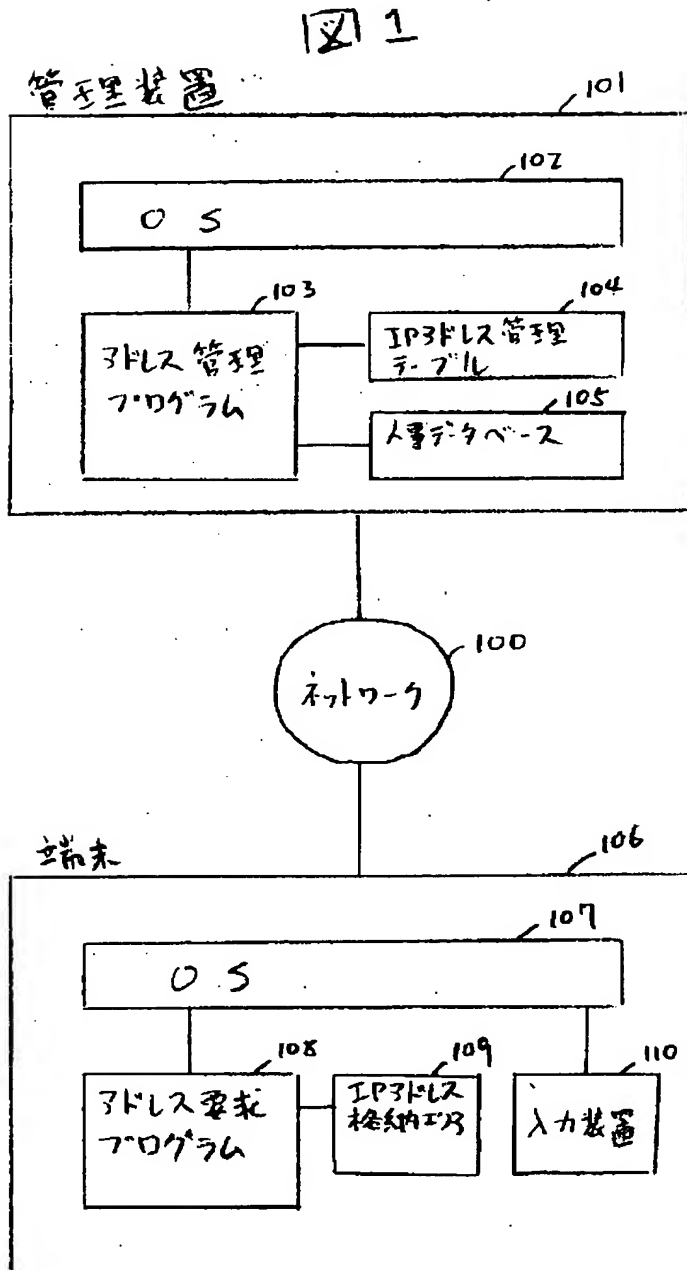 図1
管理装置
101
102
OS
103
アドレス管理
プログラム
104
IPアドレス管理
テーブル
105
人事データベース
100
ネットワーク
端末
106
107
OS
108
アドレス要求
プログラム
109
IPアドレス
格納エリア
110
入力装置